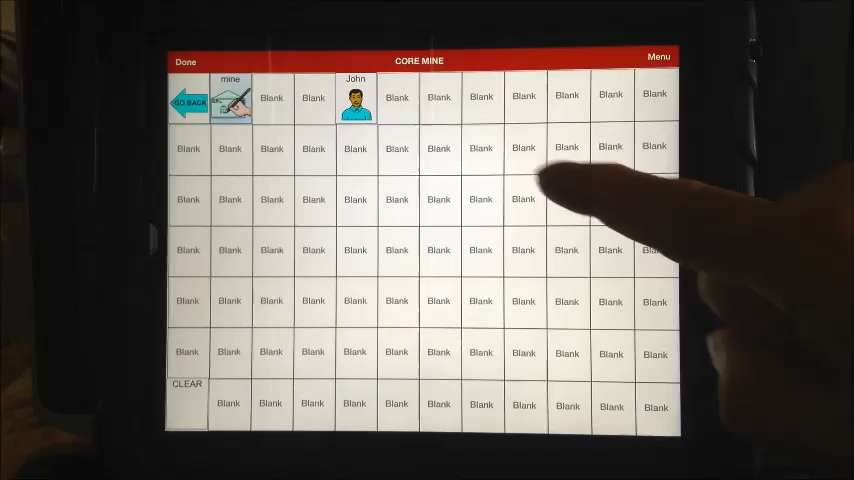 Done CORE MINE Menu
GO BACK mine Blank Blank John Blank Blank Blank Blank Blank Blank Blank
Blank Blank Blank Blank Blank Blank Blank Blank Blank Blank Blank Blank
Blank Blank Blank Blank Blank Blank Blank Blank Blank
Blank Blank Blank Blank Blank Blank Blank Blank Blank Blank Blank Blank
Blank Blank Blank Blank Blank Blank Blank Blank Blank Blank Blank Blank
Blank Blank Blank Blank Blank Blank Blank Blank Blank Blank Blank Blank
CLEAR Blank Blank Blank Blank Blank Blank Blank Blank Blank Blank Blank